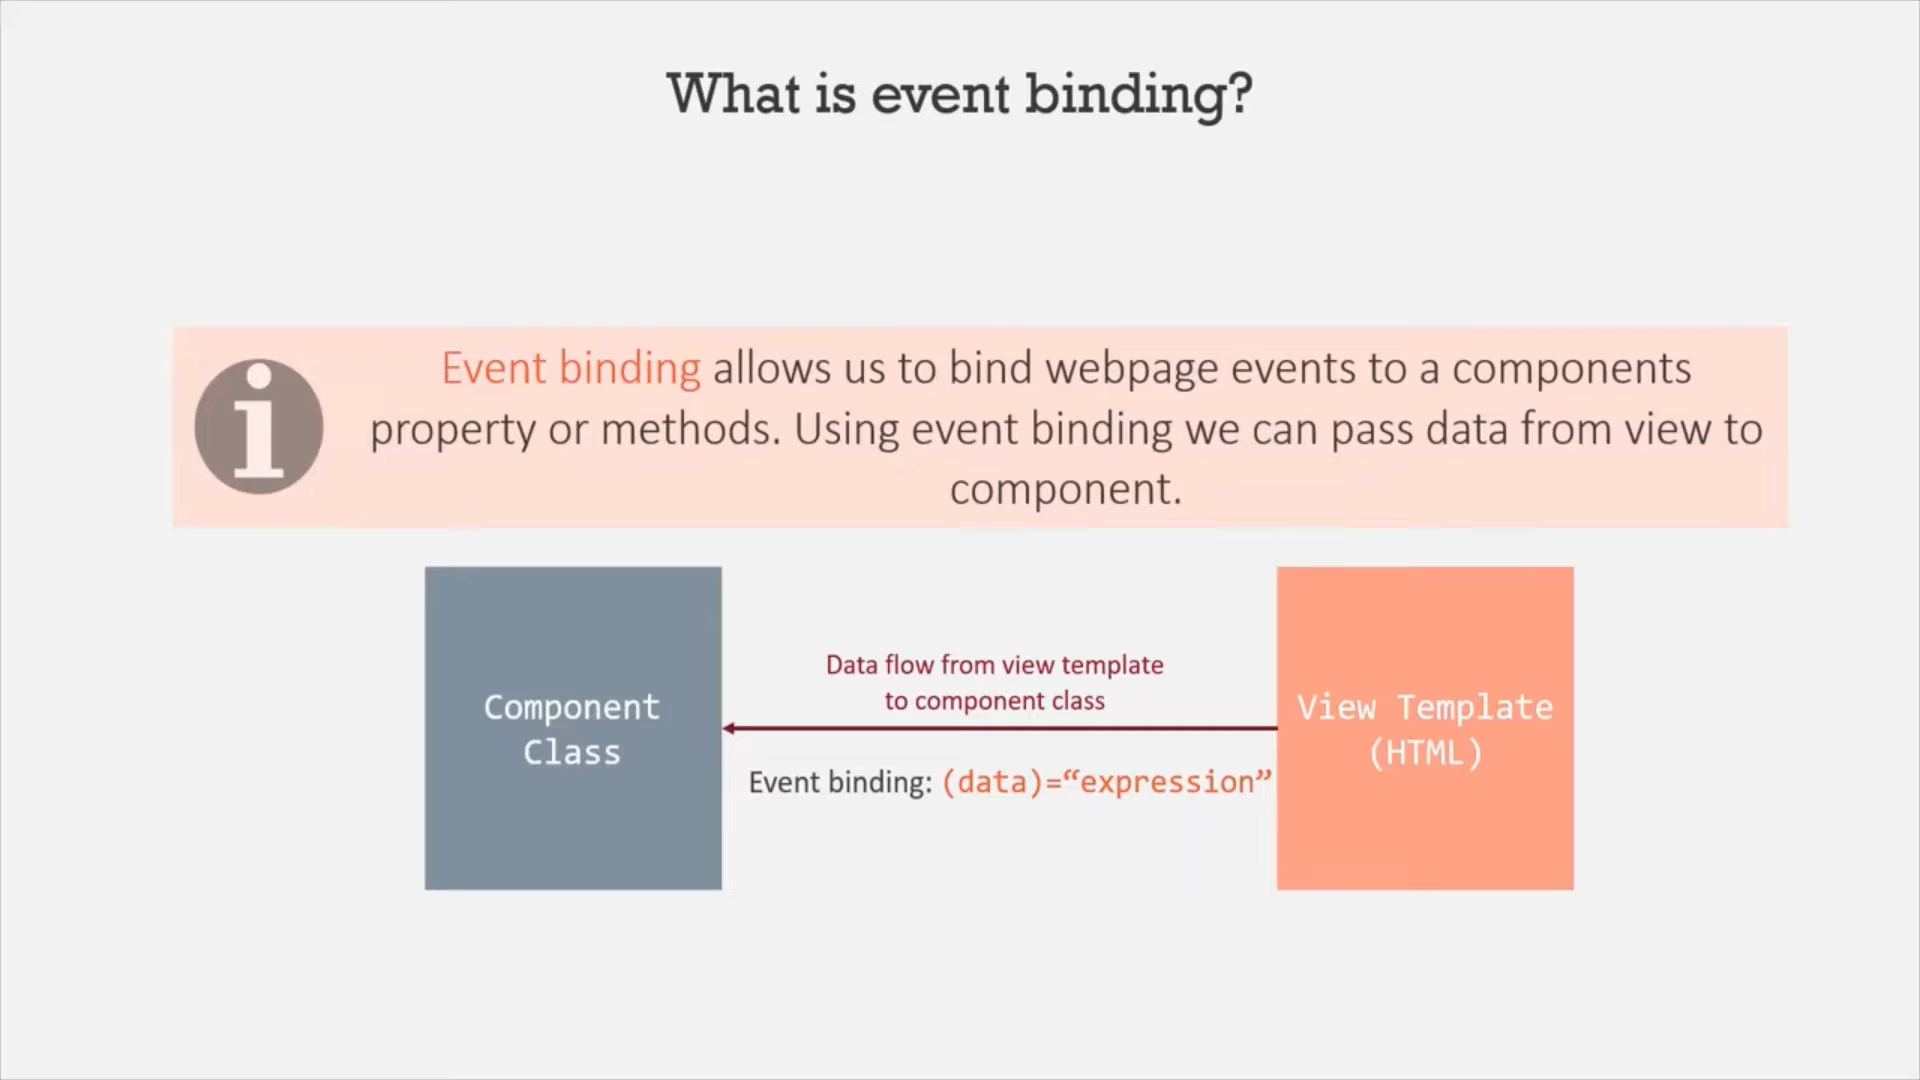 What is event binding?
Event binding allows us to bind webpage events to a components
property or methods. Using event binding we can pass data from view to
component.
Component
Class
Data flow from view template
to component class
Event binding: (data)=“expression”
View Template
(HTML)